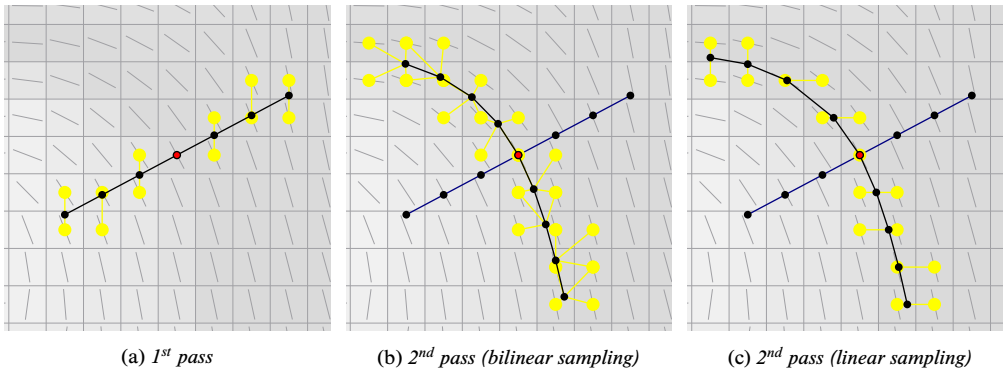 (a) 1st pass
(b) 2nd pass (bilinear sampling)
(c) 2nd pass (linear sampling)